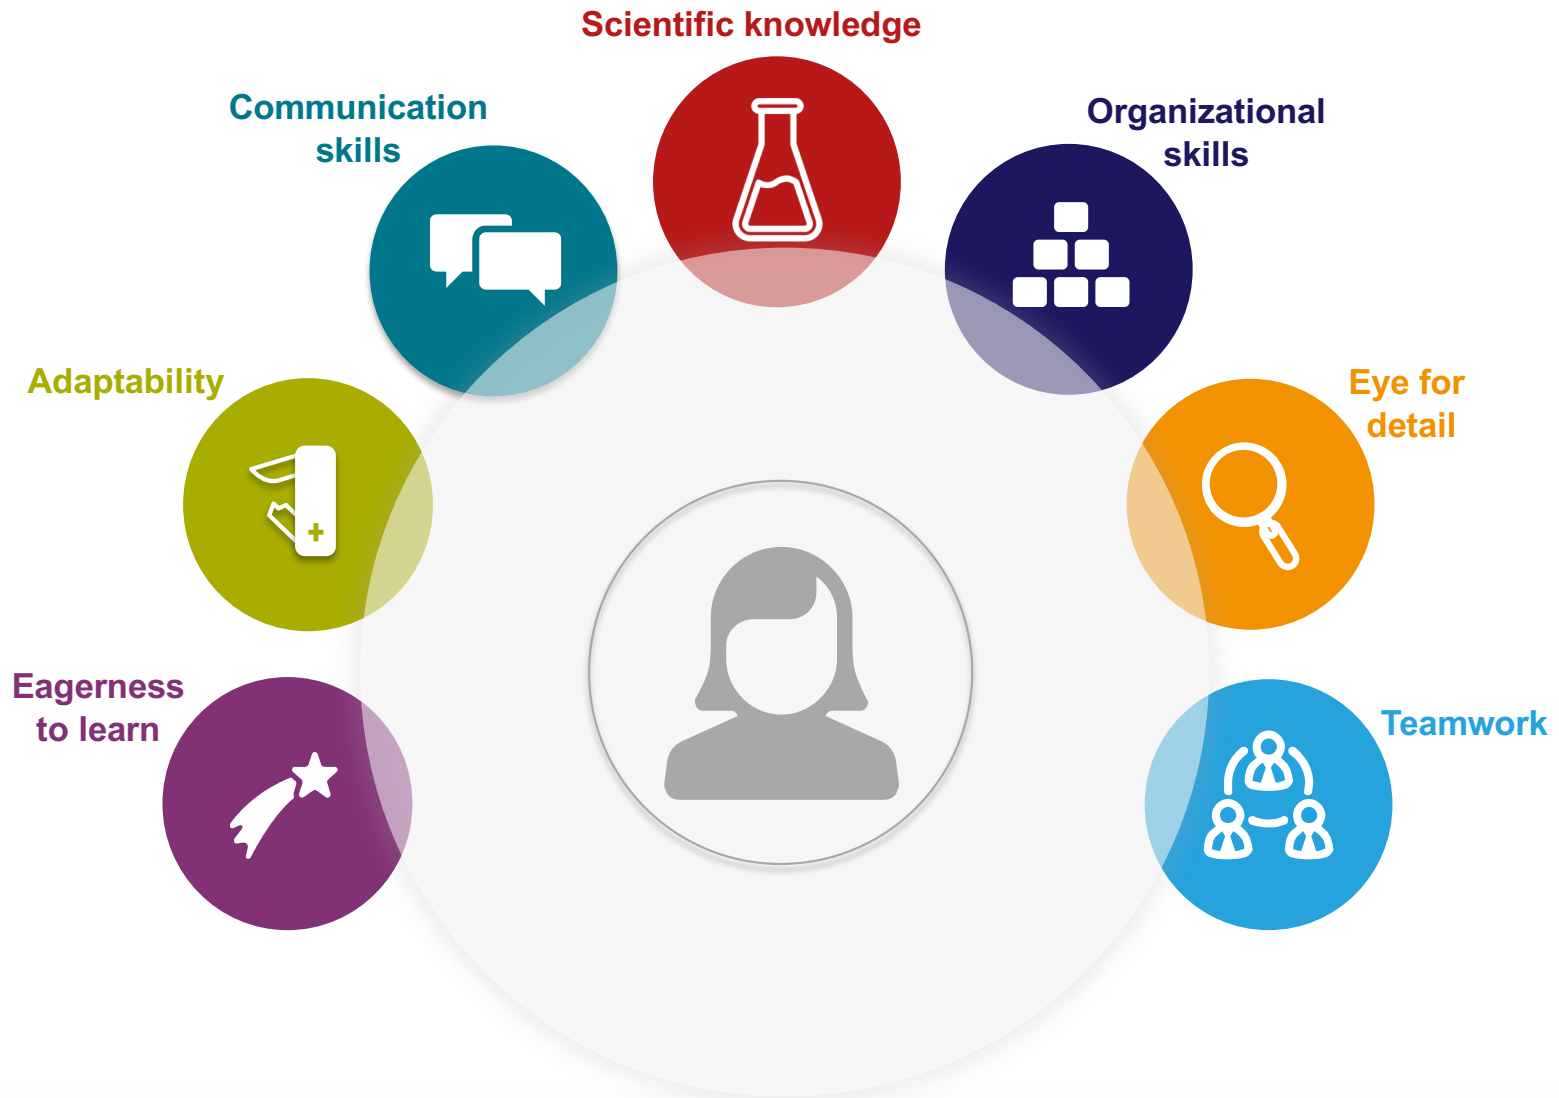 Scientific knowledge
Communication
skills
Organizational
skills
Adaptability
Eye for
detail
Eagerness
to learn
Teamwork